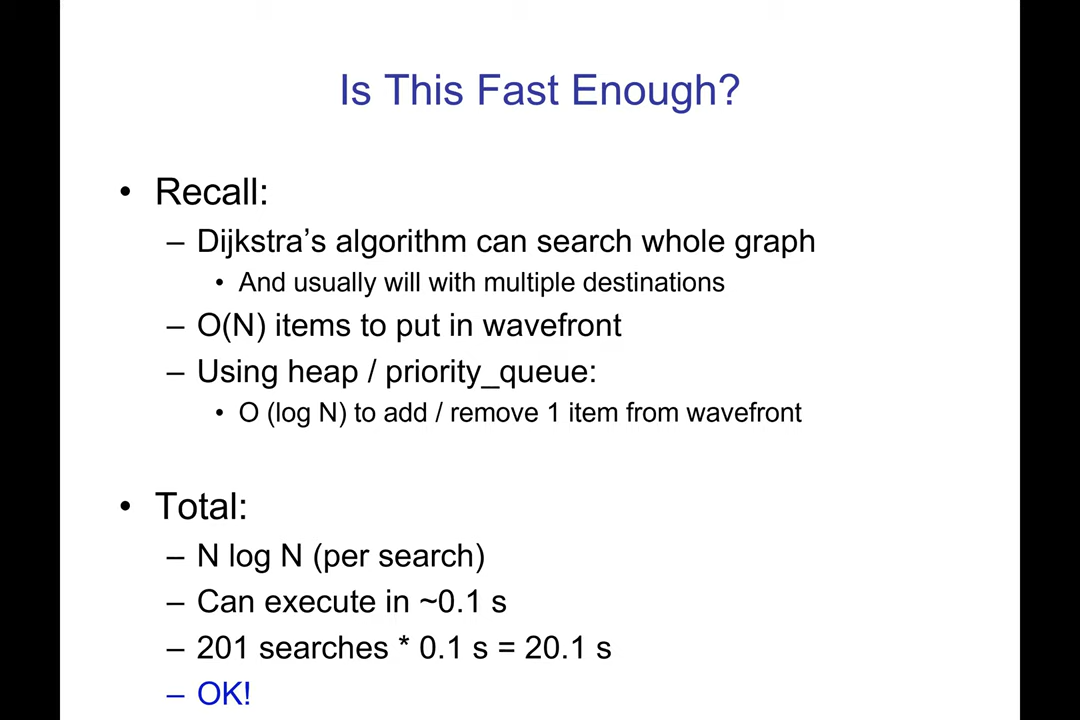 Is This Fast Enough?
• Recall:
– Dijkstra’s algorithm can search whole graph
• And usually will with multiple destinations
– O(N) items to put in wavefront
– Using heap / priority_queue:
• O (log N) to add / remove 1 item from wavefront
• Total:
– N log N (per search)
– Can execute in ~0.1 s
– 201 searches * 0.1 s = 20.1 s
– OK!